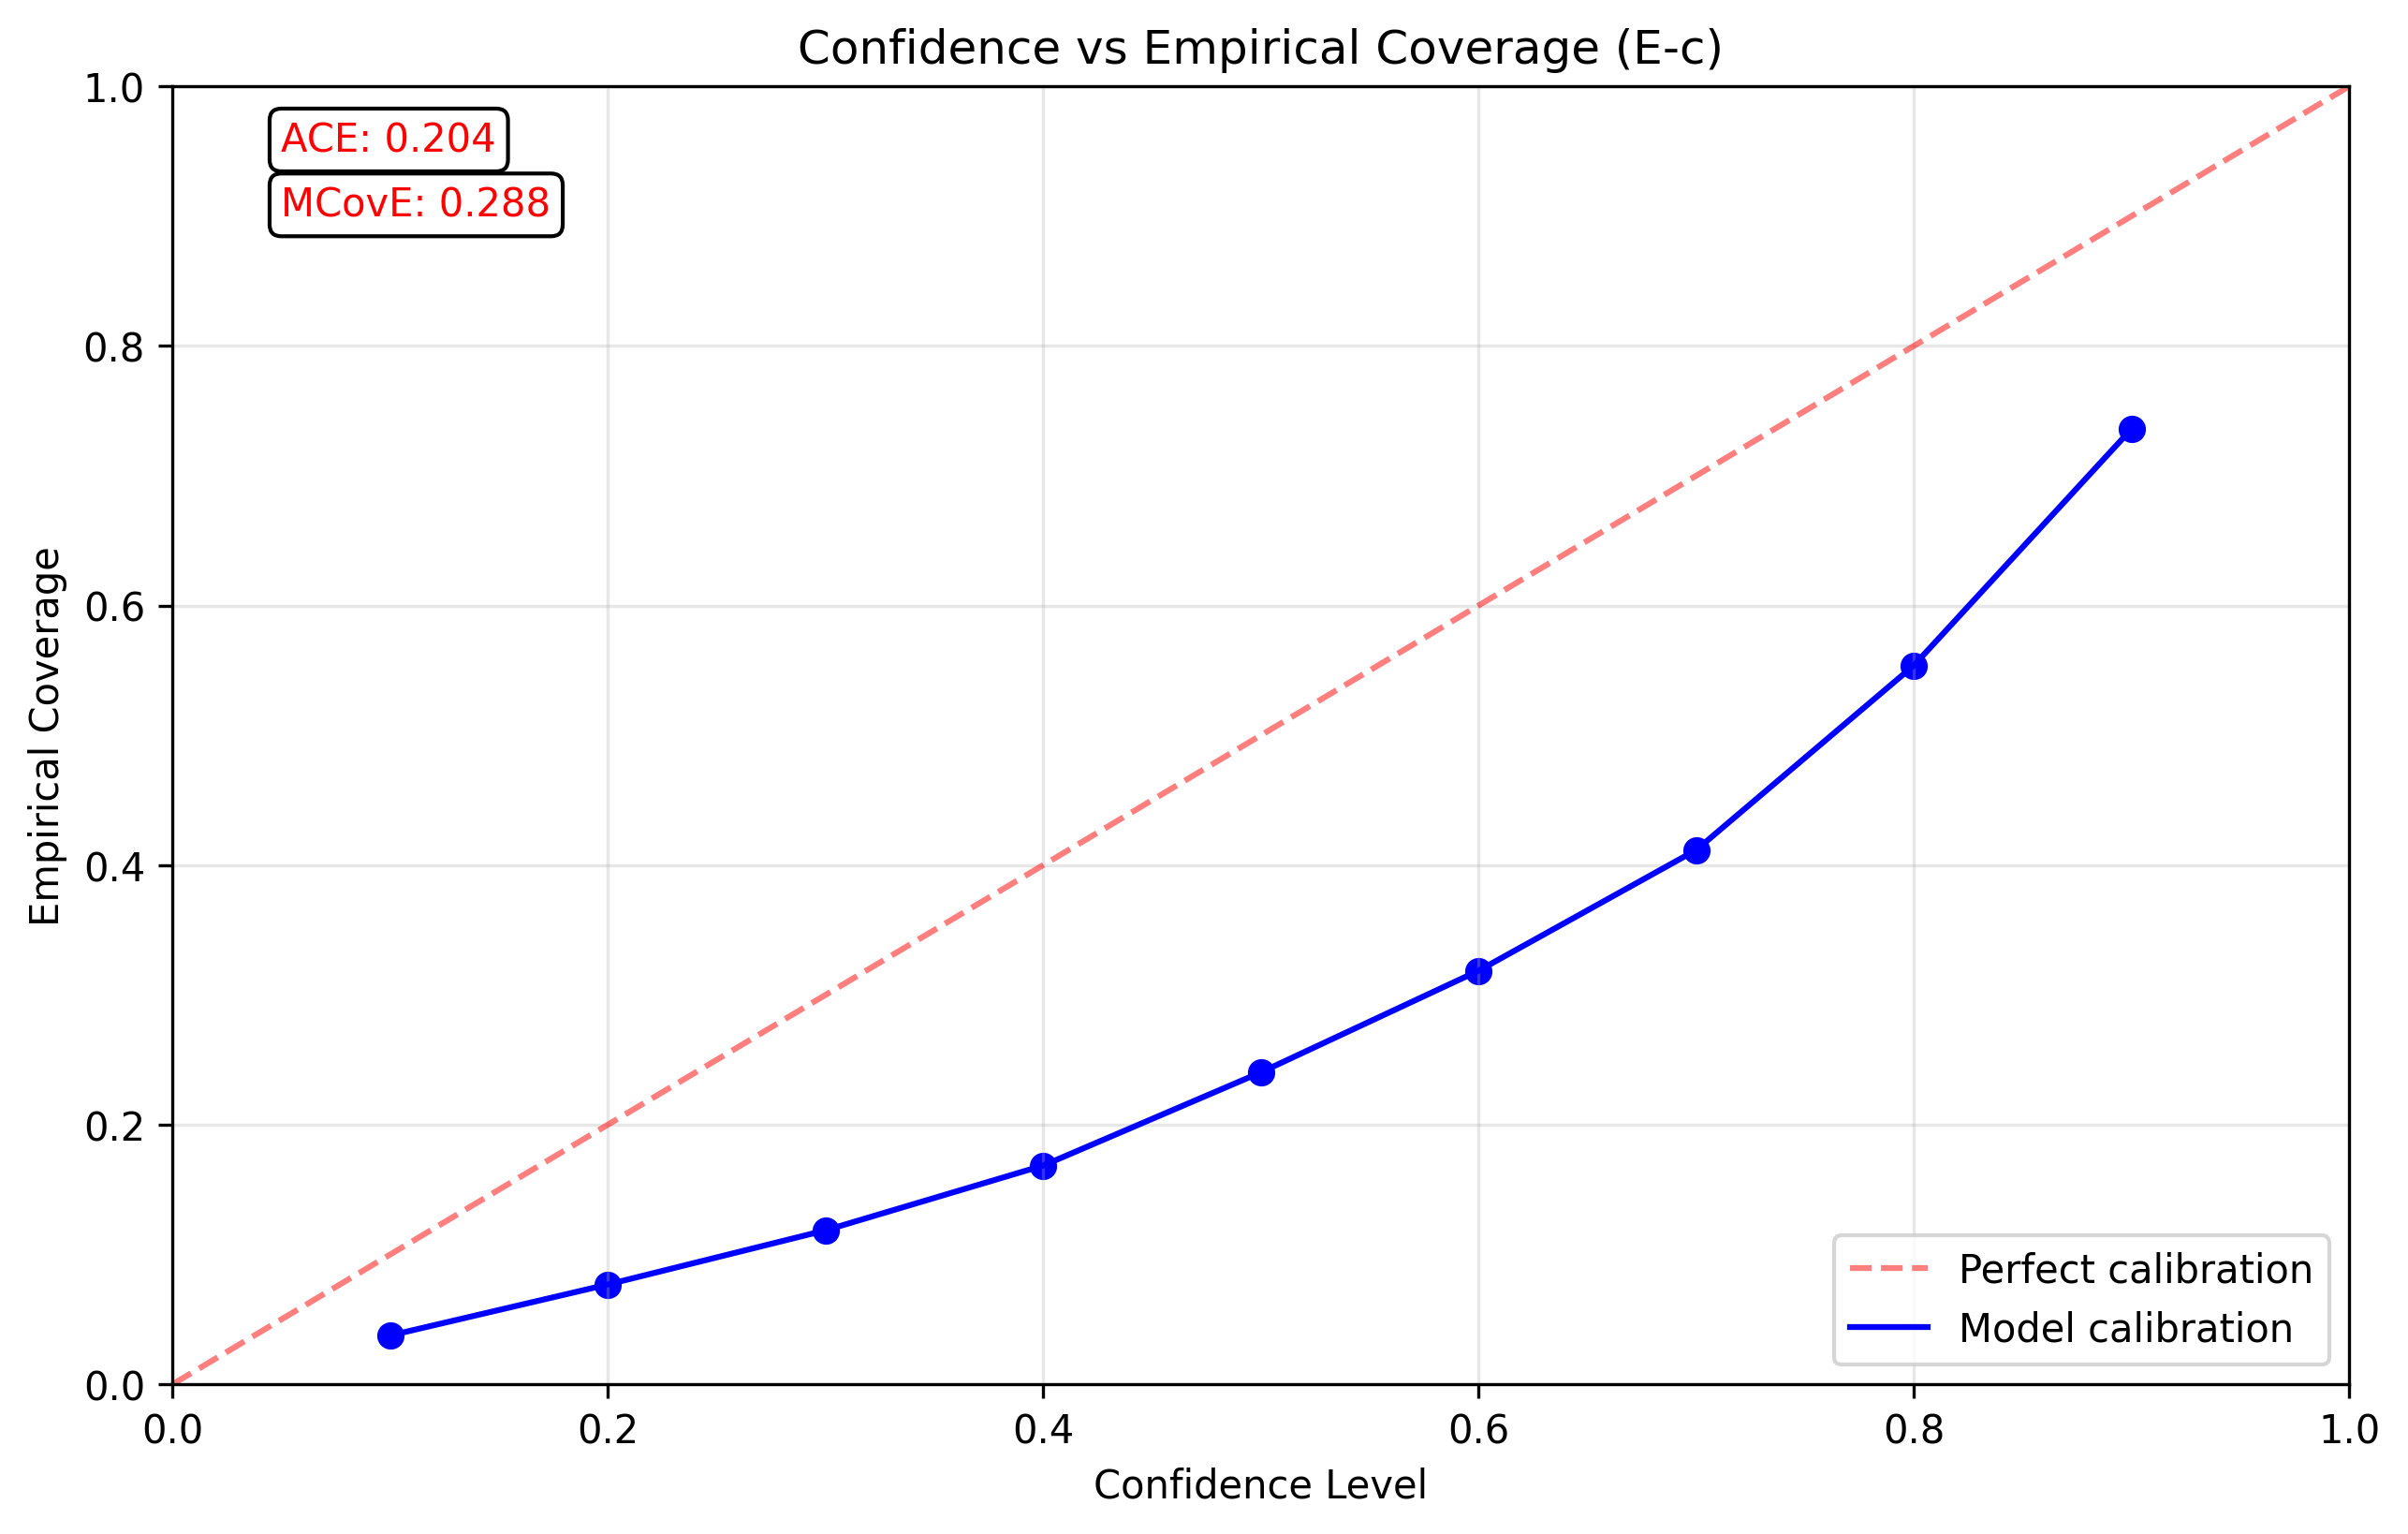 Confidence vs Empirical Coverage (E-c)
ACE: 0.204
MCovE: 0.288
1.0
0.8
0.6
0.4
0.2
0.0
Empirical Coverage
Perfect calibration
Model calibration
0.0 0.2 0.4 0.6 0.8 1.0
Confidence Level